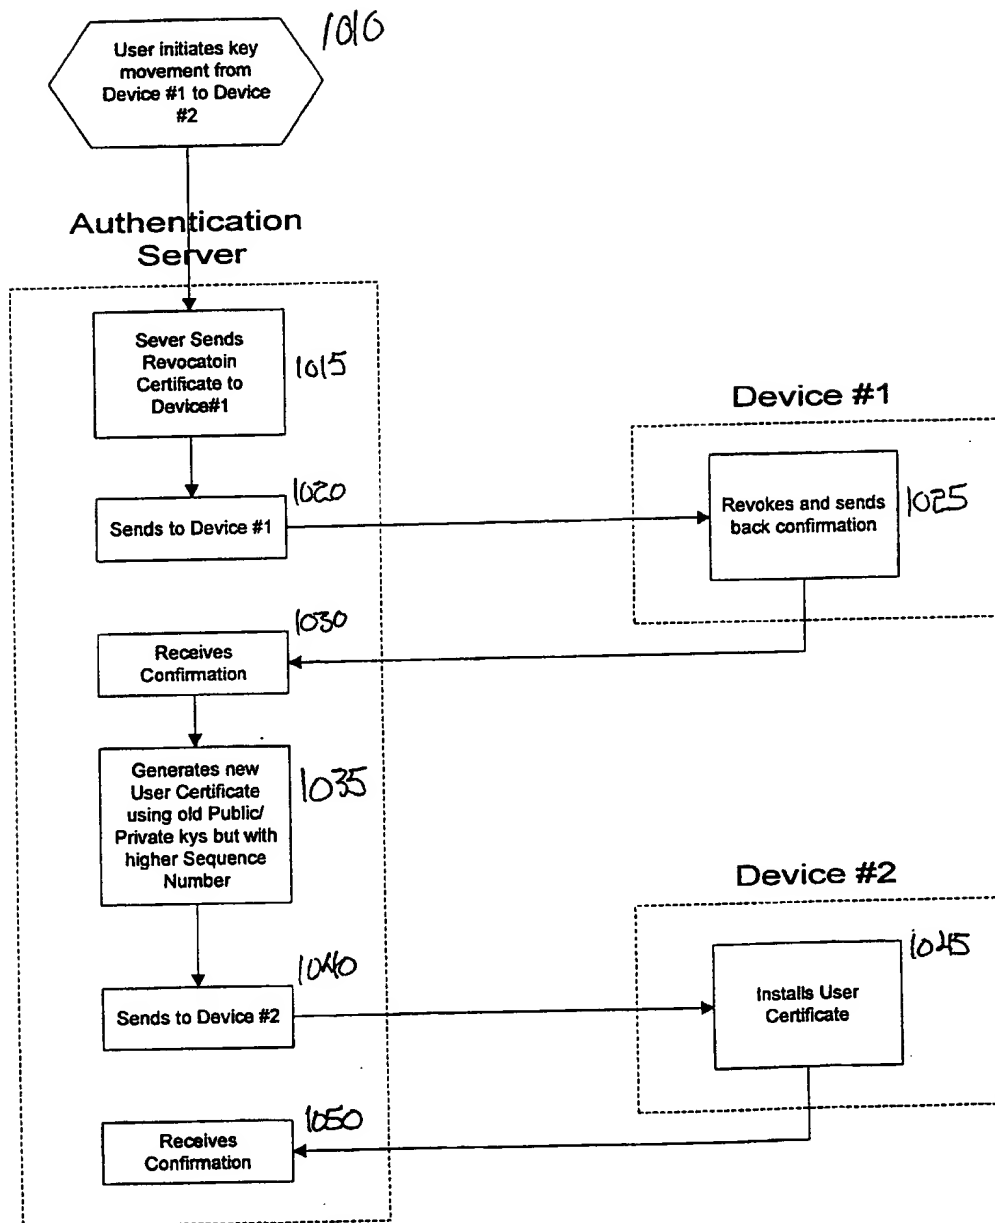 1010
User initiates key
movement from
Device #1 to Device
#2
Authentication
Server
Sever Sends
Revocatoin
Certificate to
Device#1
1015
Device #1
1020
Sends to Device #1
Revokes and sends
back confirmation
1025
1030
Receives
Confirmation
Generates new
User Certificate
using old Public/
Private kys but with
higher Sequence
Number
1035
Device #2
1040
Sends to Device #2
1045
Installs User
Certificate
1050
Receives
Confirmation